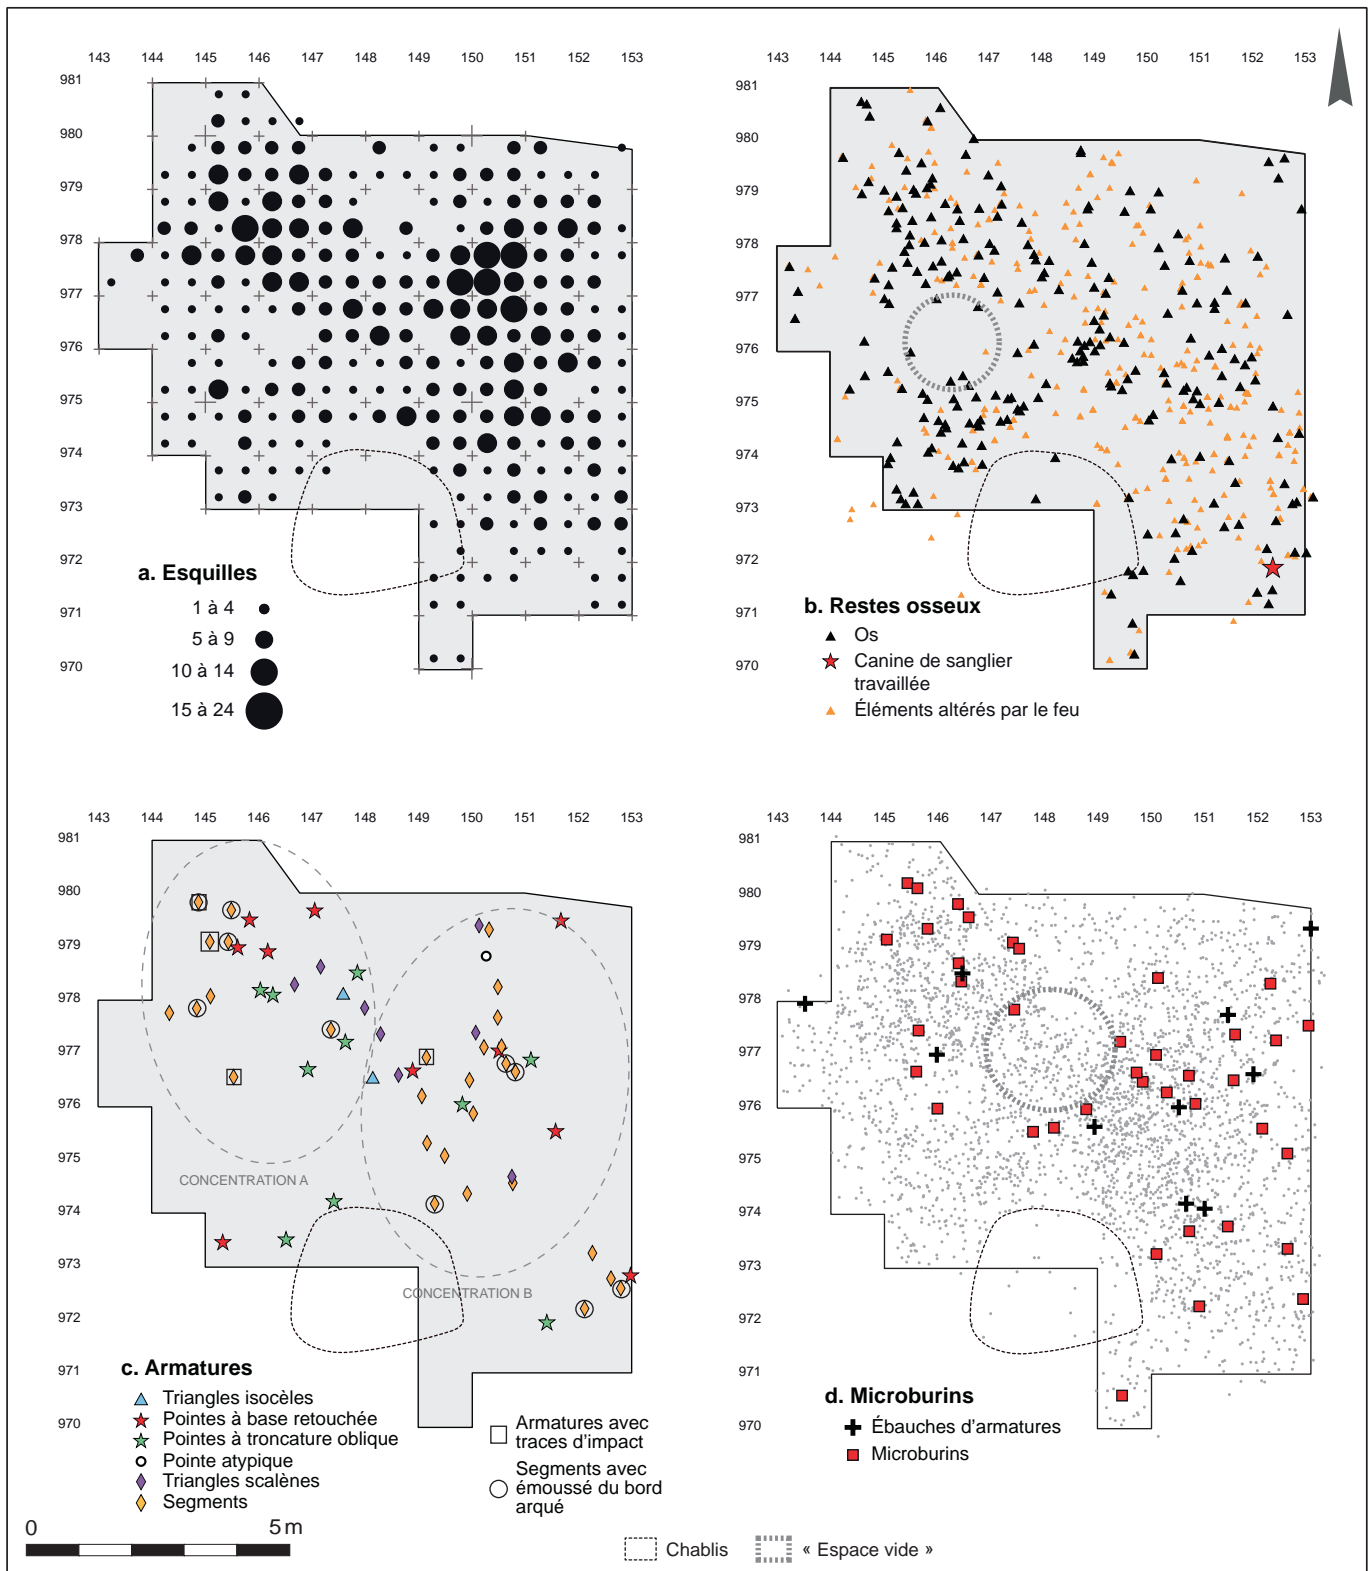 143 144 145 146 147 148 149 150 151 152 153
981
980
979
978
977
976
975
974
973
972
971
970
a. Esquilles
1 à 4
5 à 9
10 à 14
15 à 24
143 144 145 146 147 148 149 150 151 152 153
981
980
979
978
977
976
975
974
973
972
971
970
b. Restes osseux
Os
Canine de sanglier
travaillée
Éléments altérés par le feu
143 144 145 146 147 148 149 150 151 152 153
981
980
979
978
977
976
975
974
973
972
971
970
CONCENTRATION A
CONCENTRATION B
c. Armatures
Triangles isocèles
Pointes à base retouchée
Pointes à troncature oblique
Pointe atypique
Triangles scalènes
Segments
Armatures avec
traces d'impact
Segments avec
émoussé du bord
arqué
143 144 145 146 147 148 149 150 151 152 153
981
980
979
978
977
976
975
974
973
972
971
970
d. Microburins
Ébauches d'armatures
Microburins
0 5 m
Chablis
« Espace vide »